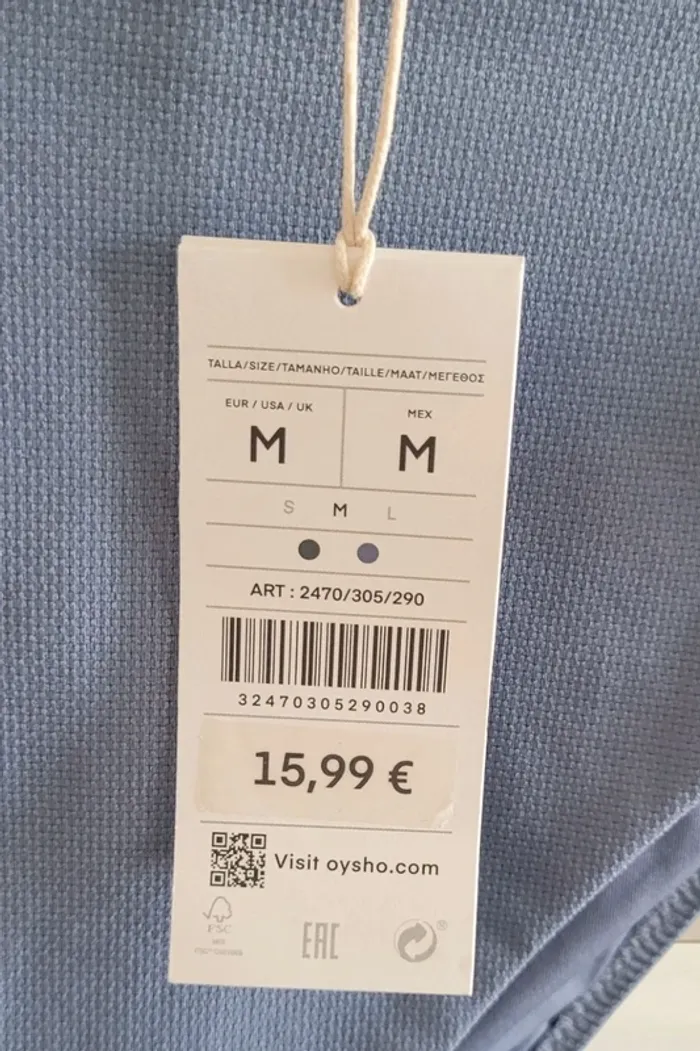 TALLA/SIZE/TAMANHO/TAILLE/MAAT/ΜΕΓΕΘΟΣ
EUR / USA / UK
MEX
M
M
S M L
ART : 2470/305/290
32470305290038
15,99 €
Visit oysho.com
FSC
EAC
®